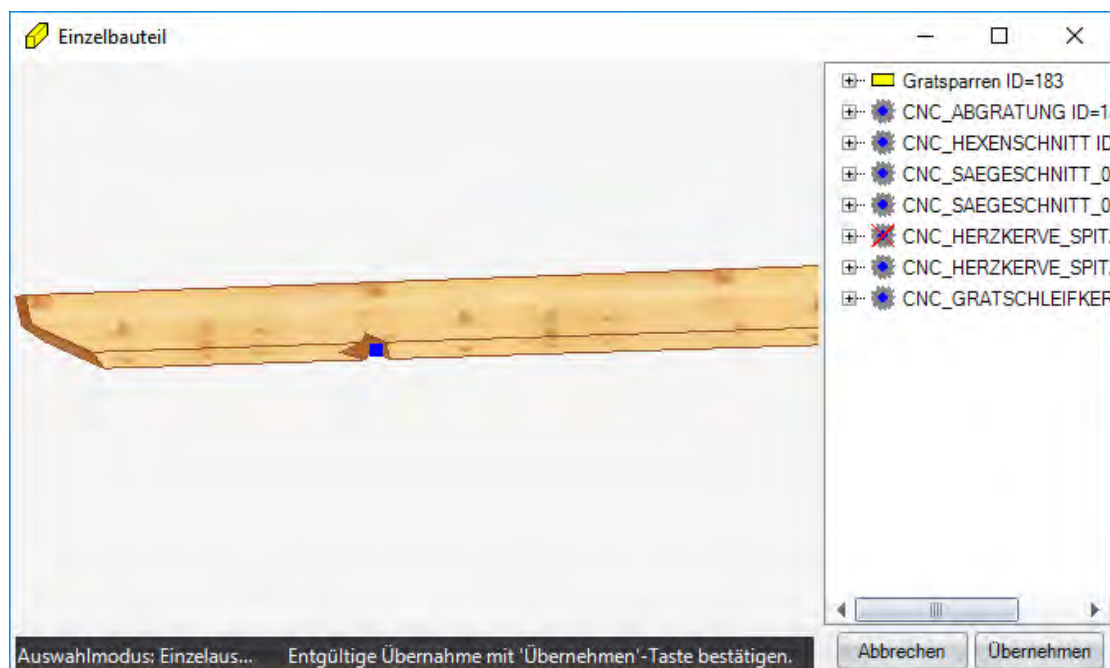 Einzelbauteil
Gratsparren ID=183
CNC_ABGRATUNG ID=1
CNC_HEXENSCHNITT ID
CNC_SAEGESCHNITT_0
CNC_SAEGESCHNITT_0
CNC_HERZKERVE_SPIT
CNC_HERZKERVE_SPIT
CNC_GRATSCHLEIFKER
Auswahlmodus: Einzelaus... Entgültige Übernahme mit 'Übernehmen'-Taste bestätigen.
Abbrechen Übernehmen